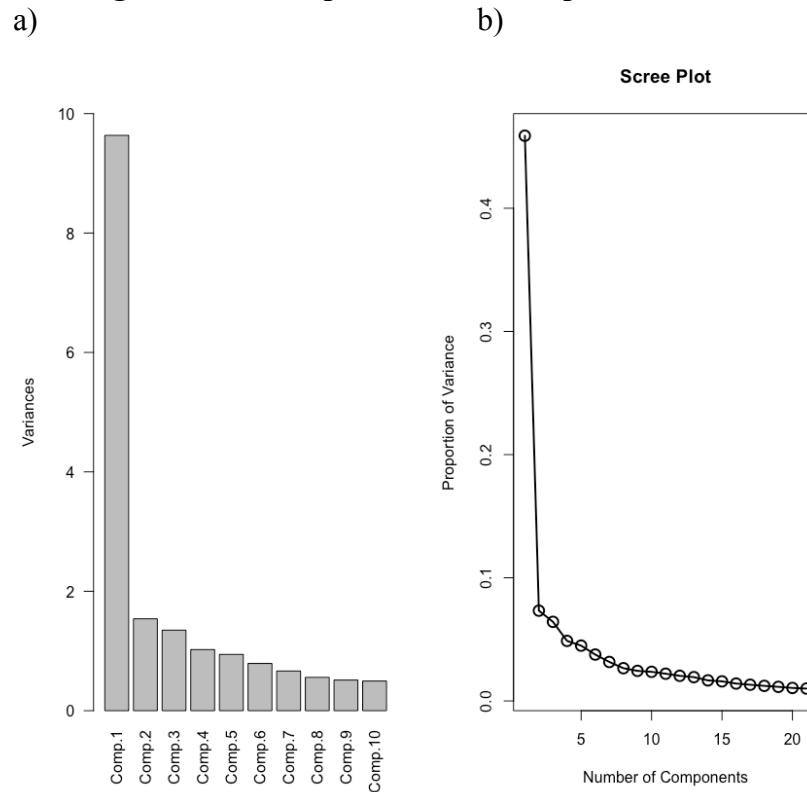 a)
b)
Scree Plot
Variances
10
8
6
4
2
0
Comp.1
Comp.2
Comp.3
Comp.4
Comp.5
Comp.6
Comp.7
Comp.8
Comp.9
Comp.10
Proportion of Variance
0.4
0.3
0.2
0.1
0.0
5
10
15
20
Number of Components